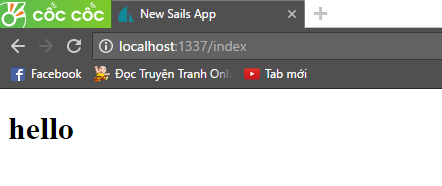 CỐC CỐC
New Sails App
localhost:1337/index
Facebook
Đọc Truyện Tranh Onl
Tab mới
hello